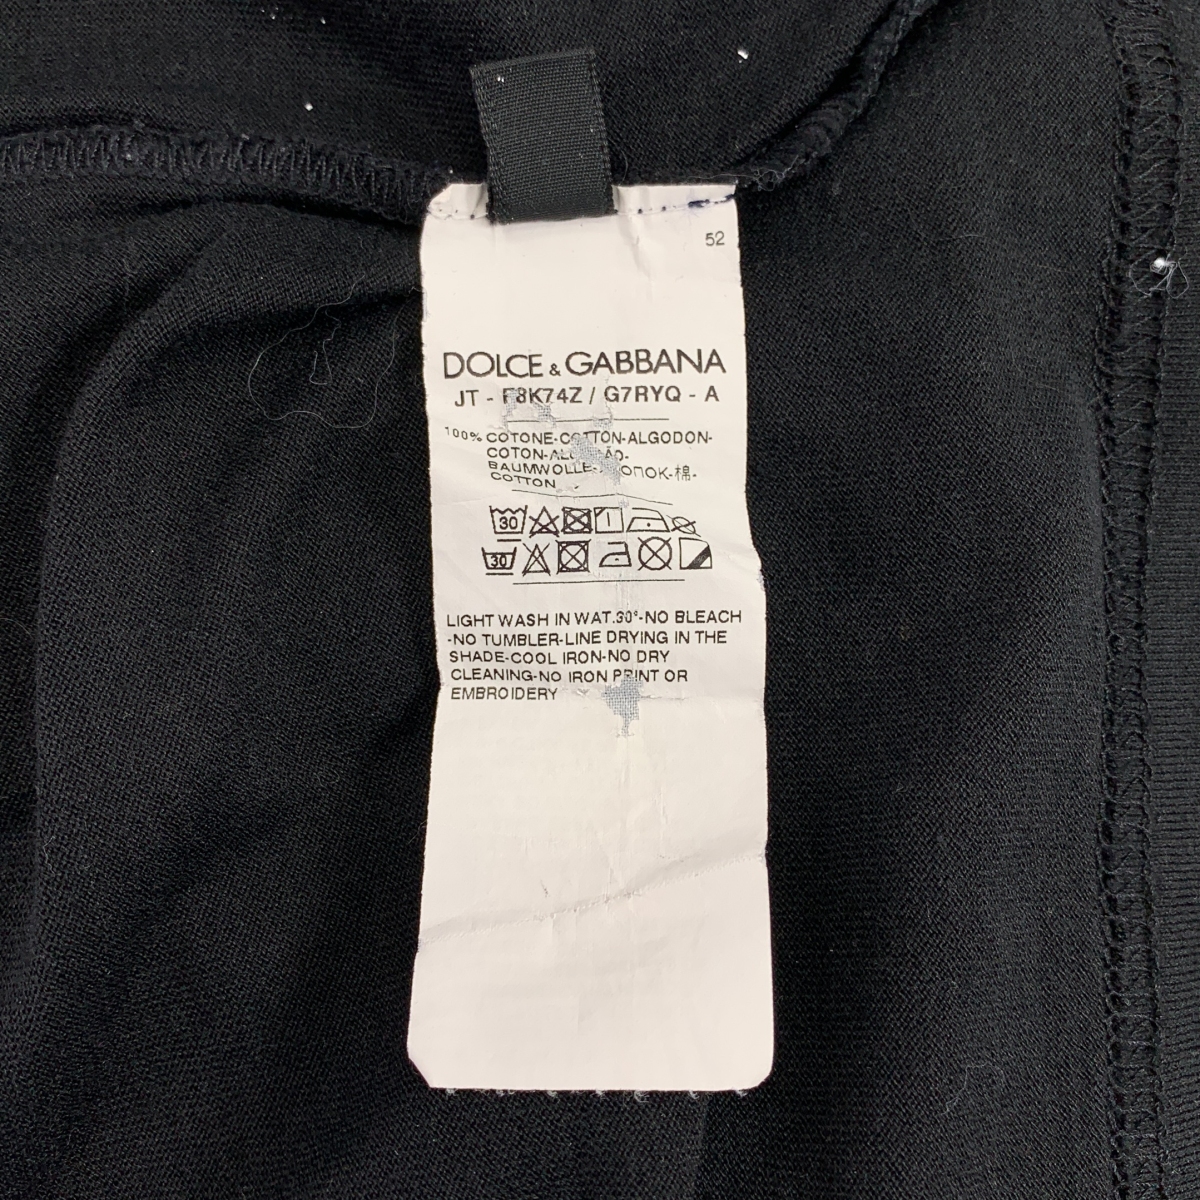 52
DOLCE & GABBANA
JT - F8K74Z / G7RYQ - A
100% COTONE-COTTON-ALGODON-
COTON-
BAUMWOLLE- -棉-
COTTON
30
30
LIGHT WASH IN WAT.30°-NO BLEACH
-NO TUMBLER-LINE DRYING IN THE
SHADE-COOL IRON-NO DRY
CLEANING-NO IRON PRINT OR
EMBROIDERY